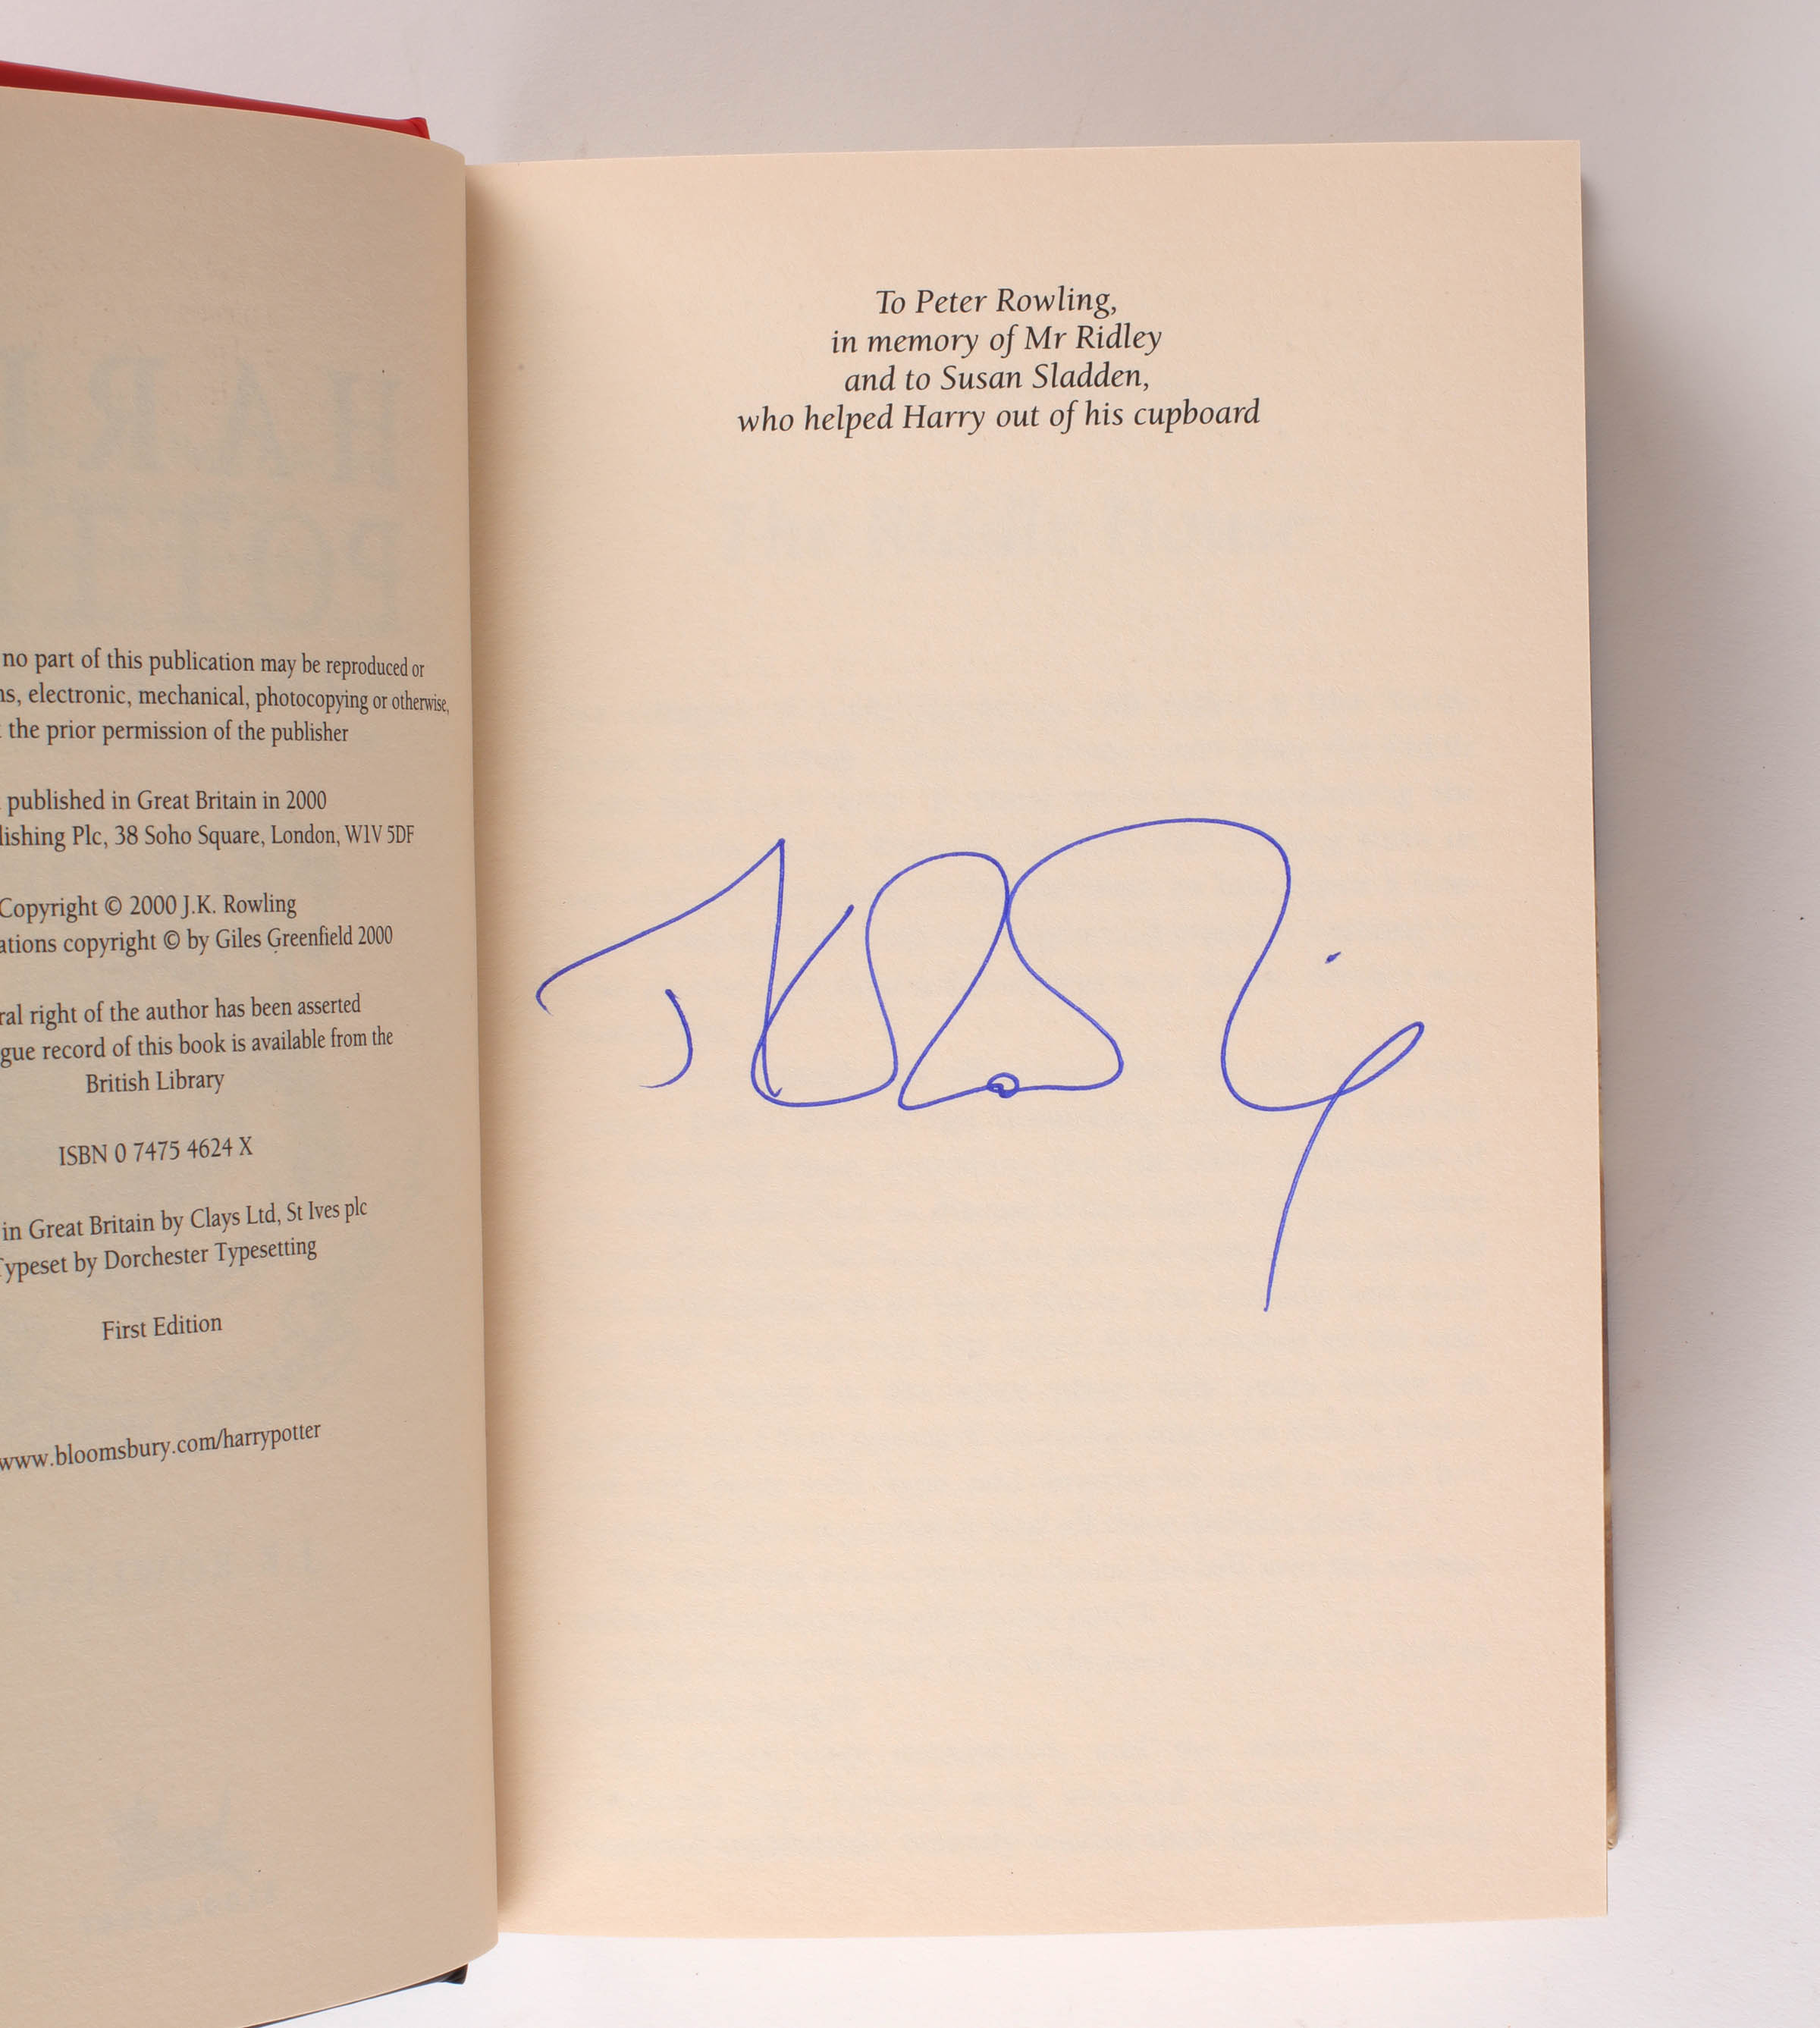 no part of this publication may be reproduced or
electronic, mechanical, photocopying or otherwise,
the prior permission of the publisher
published in Great Britain in 2000
Plc, 38 Soho Square, London, W1V 5DF
Copyright © 2000 J.K. Rowling
copyright © by Giles Greenfield 2000
right of the author has been asserted
record of this book is available from the
British Library
ISBN 0 7475 4624 X
in Great Britain by Clays Ltd, St Ives plc
Typeset by Dorchester Typesetting
First Edition
www.bloomsbury.com/harrypotter
To Peter Rowling,
in memory of Mr Ridley
and to Susan Sladden,
who helped Harry out of his cupboard